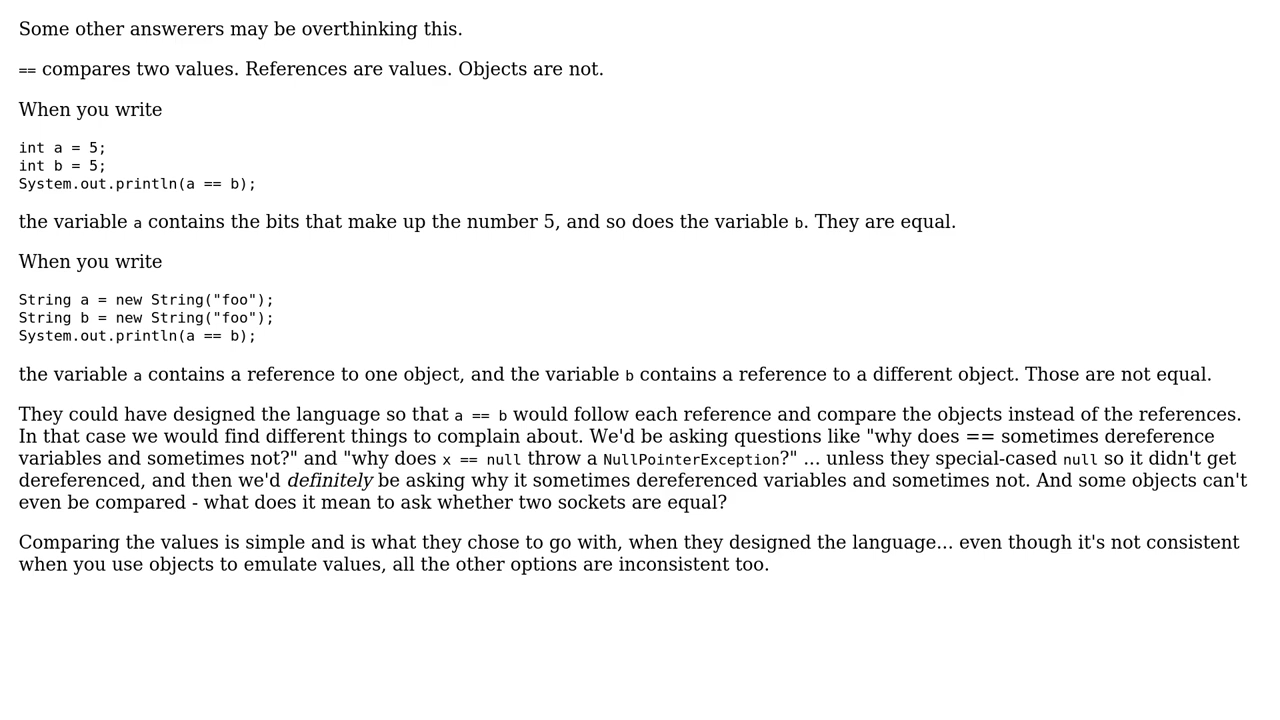 Some other answerers may be overthinking this.
== compares two values. References are values. Objects are not.
When you write
int a = 5;
int b = 5;
System.out.println(a == b);
the variable a contains the bits that make up the number 5, and so does the variable b. They are equal.
When you write
String a = new String("foo");
String b = new String("foo");
System.out.println(a == b);
the variable a contains a reference to one object, and the variable b contains a reference to a different object. Those are not equal.
They could have designed the language so that a == b would follow each reference and compare the objects instead of the references.
In that case we would find different things to complain about. We'd be asking questions like "why does == sometimes dereference
variables and sometimes not?" and "why does x == null throw a NullPointerException?" ... unless they special-cased null so it didn't get
dereferenced, and then we'd definitely be asking why it sometimes dereferenced variables and sometimes not. And some objects can't
even be compared - what does it mean to ask whether two sockets are equal?
Comparing the values is simple and is what they chose to go with, when they designed the language... even though it's not consistent
when you use objects to emulate values, all the other options are inconsistent too.